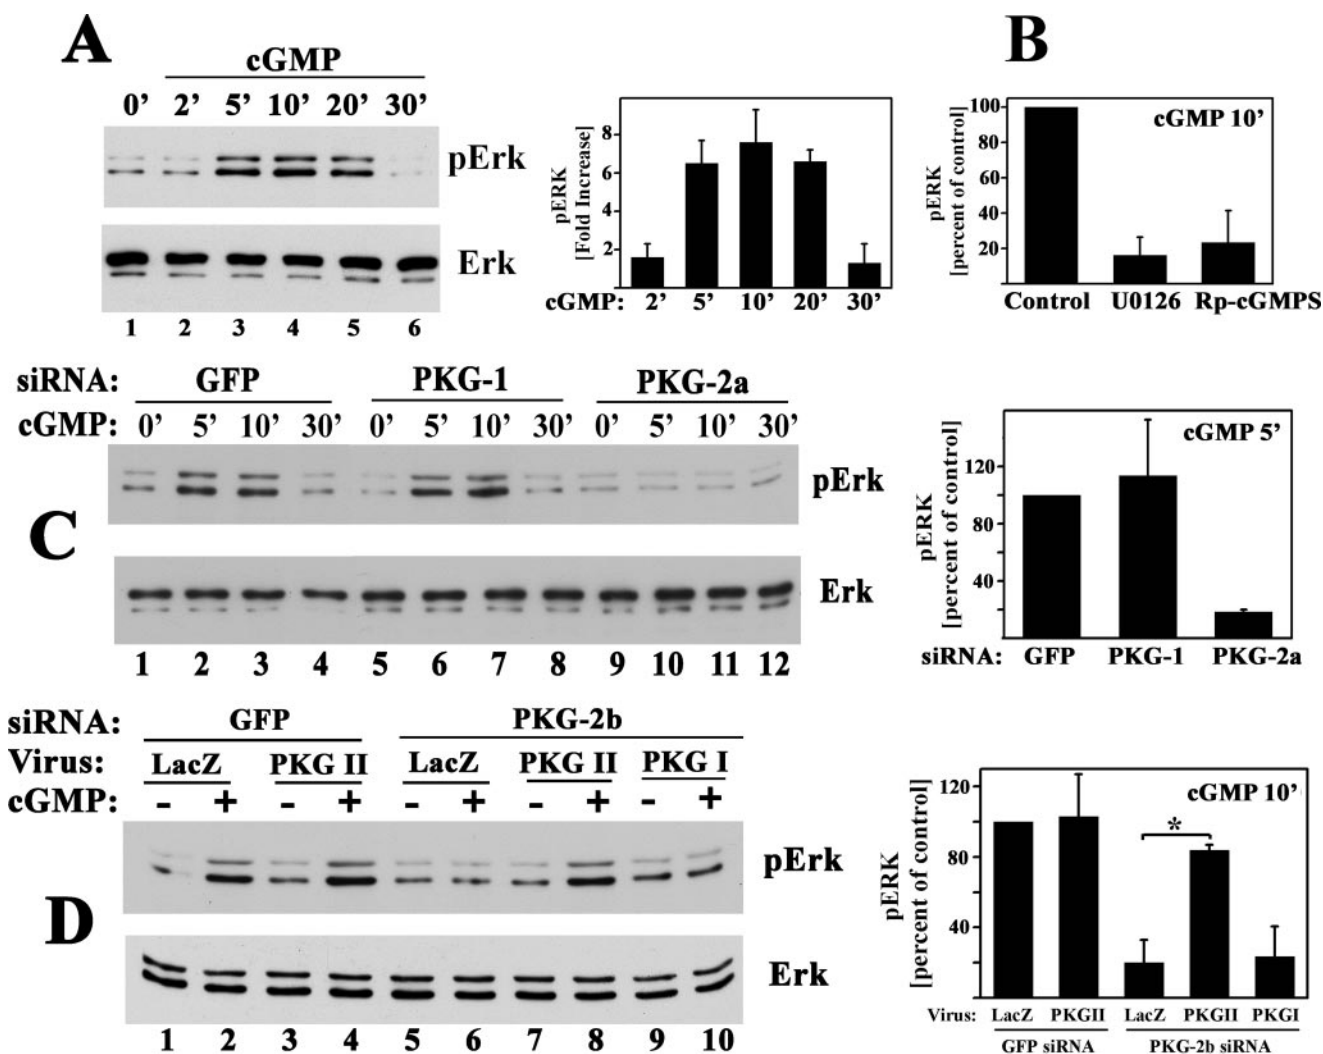 A
cGMP
0’ 2’ 5’ 10’ 20’ 30’
pErk
Erk
1 2 3 4 5 6
pERK
[Fold Increase]
6
4
2
cGMP: 2’ 5’ 10’ 20’ 30’
B
cGMP 10’
pERK
[percent of control]
100
80
60
40
20
Control U0126 Rp-cGMPS
siRNA: GFP PKG-1 PKG-2a
cGMP: 0’ 5’ 10’ 30’ 0’ 5’ 10’ 30’ 0’ 5’ 10’ 30’
pErk
C
Erk
1 2 3 4 5 6 7 8 9 10 11 12
cGMP 5’
pERK
[percent of control]
120
80
40
siRNA: GFP PKG-1 PKG-2a
siRNA: GFP PKG-2b
Virus: LacZ PKG II LacZ PKG II PKG I
cGMP: - + - + - + - + - +
pErk
D
Erk
1 2 3 4 5 6 7 8 9 10
cGMP 10’
*
pERK
[percent of control]
120
80
40
Virus: LacZ PKGII LacZ PKGII PKGI
GFP siRNA PKG-2b siRNA